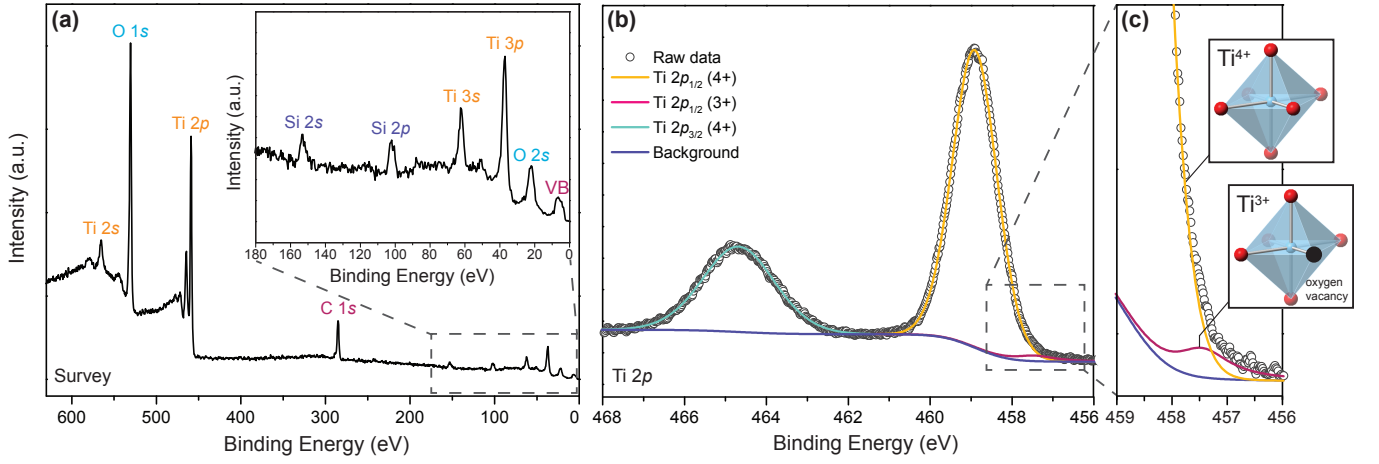 (a)
O 1s
Ti 2p
Ti 2s
C 1s
Survey
Intensity (a.u.)
600 500 400 300 200 100 0
Binding Energy (eV)
Si 2s
Si 2p
Ti 3s
Ti 3p
O 2s
VB
Intensity (a.u.)
180 160 140 120 100 80 60 40 20 0
Binding Energy (eV)
(b)
Raw data
Ti 2p1/2 (4+)
Ti 2p1/2 (3+)
Ti 2p3/2 (4+)
Background
Ti 2p
468 466 464 462 460 458 456
Binding Energy (eV)
(c)
Ti4+
Ti3+
oxygen
vacancy
459 458 457 456
Binding Energy (eV)